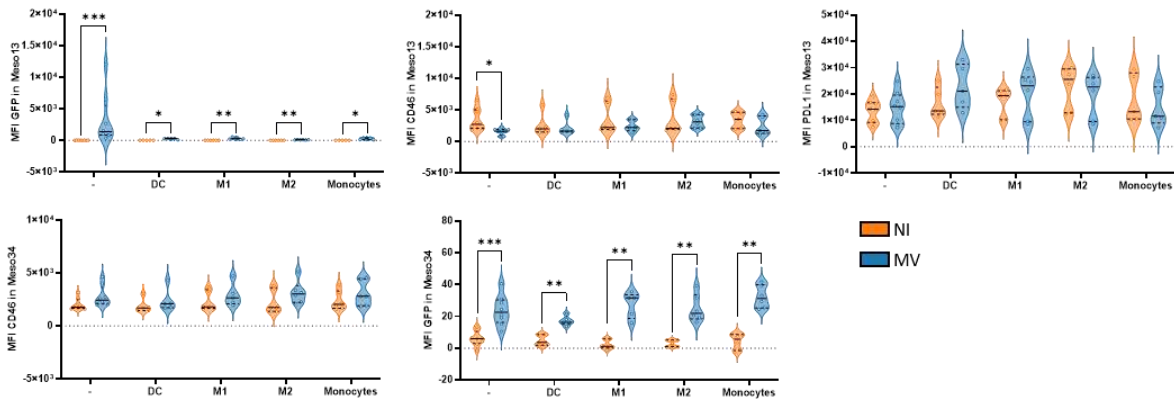 MFI GFP in Meso13
2×10⁴
1×10⁴
1×10⁴
5×10³
0
-5×10³
***
*
**
**
*
-
DC
M1
M2
Monocytes
MFI CD46 in Meso13
2×10⁴
1×10⁴
1×10⁴
5×10³
0
-5×10³
*
-
DC
M1
M2
Monocytes
MFI PDL1 in Meso13
5×10⁴
4×10⁴
3×10⁴
2×10⁴
1×10⁴
0
-1×10⁴
-
DC
M1
M2
Monocytes
MFI CD46 in Meso34
1×10⁴
5×10³
0
-5×10³
-
DC
M1
M2
Monocytes
MFI GFP in Meso34
80
60
40
20
0
-20
***
**
**
**
**
-
DC
M1
M2
Monocytes
NI
MV